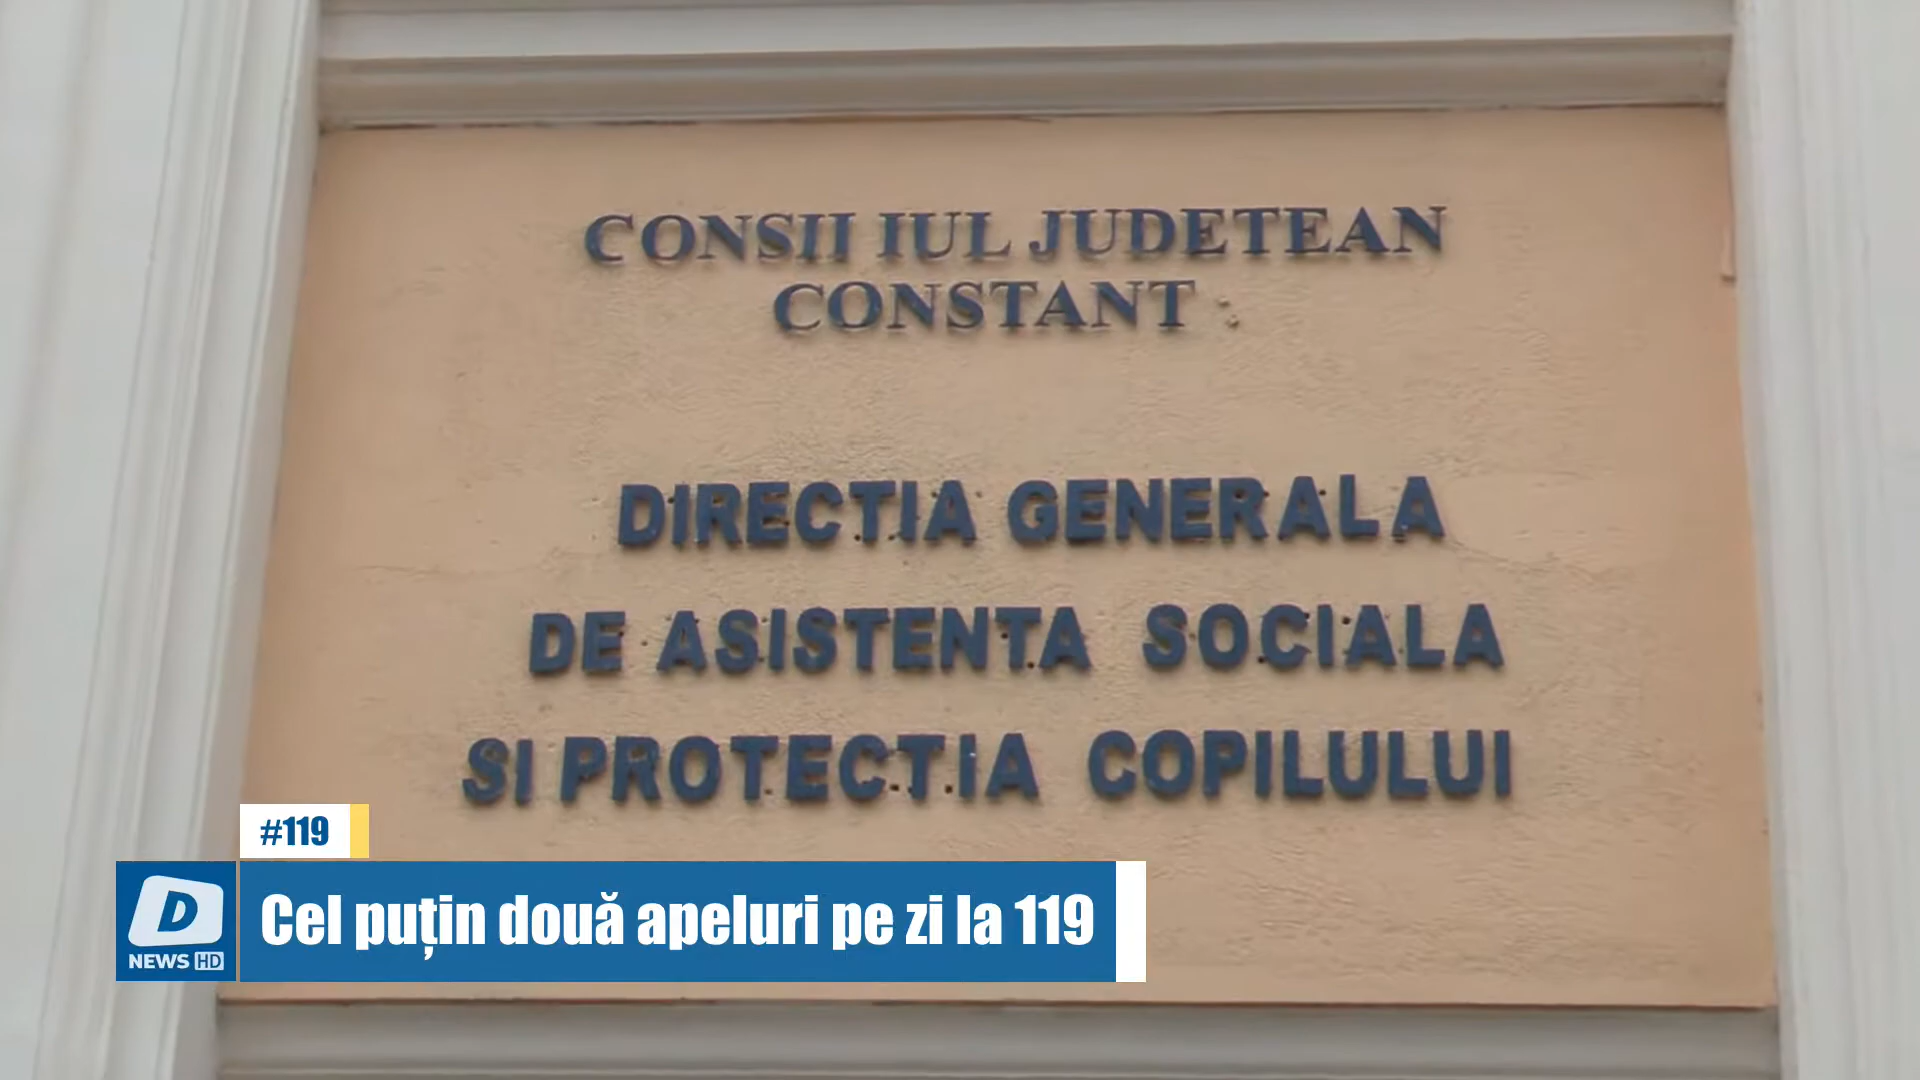 CONSII IUL JUDETEAN
CONSTANT
DIRECTIA GENERALA
DE ASISTENTA SOCIALA
SI PROTECTIA COPILULUI
#119
D
NEWS HD
Cel puțin două apeluri pe zi la 119